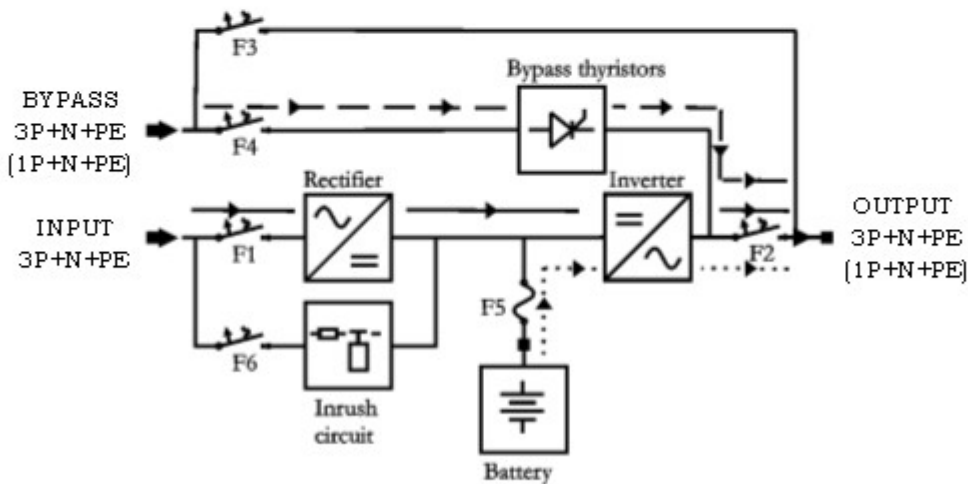 F3
Bypass thyristors
BYPASS
3P+N+PE
(1P+N+PE)
F4
Rectifier
Inverter
INPUT
3P+N+PE
F1
F2
OUTPUT
3P+N+PE
(1P+N+PE)
F5
F6
Inrush
circuit
Battery